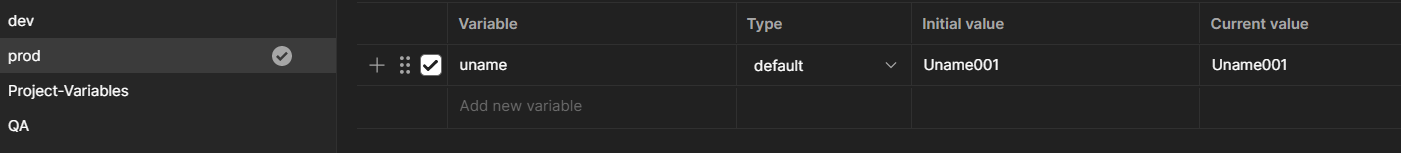 dev
prod
Project-Variables
QA
Variable Type Initial value Current value
uname default Uname001 Uname001
Add new variable